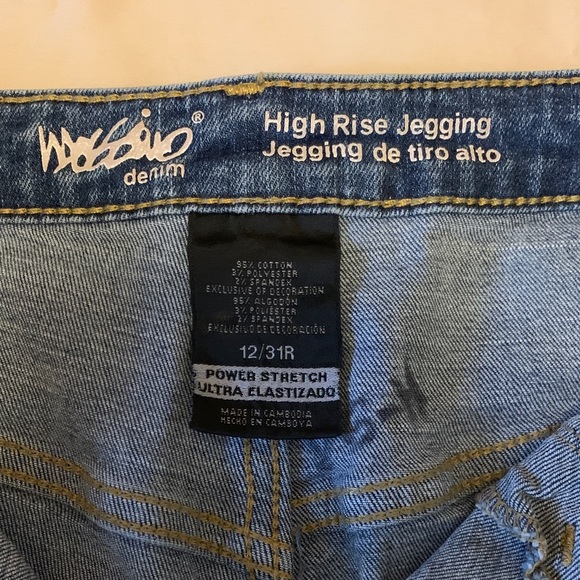 Mossimo®
denim
High Rise Jegging
Jegging de tiro alto
95% COTTON
3% POLYESTER
2% SPANDEX
EXCLUSIVE OF DECORATION
95% ALGODÓN
3% POLIÉSTER
2% SPANDEX
EXCLUSIVO DE DECORACIÓN
12/31R
POWER STRETCH
ULTRA ELASTIZADO
MADE IN CAMBODIA
HECHO EN CAMBOYA